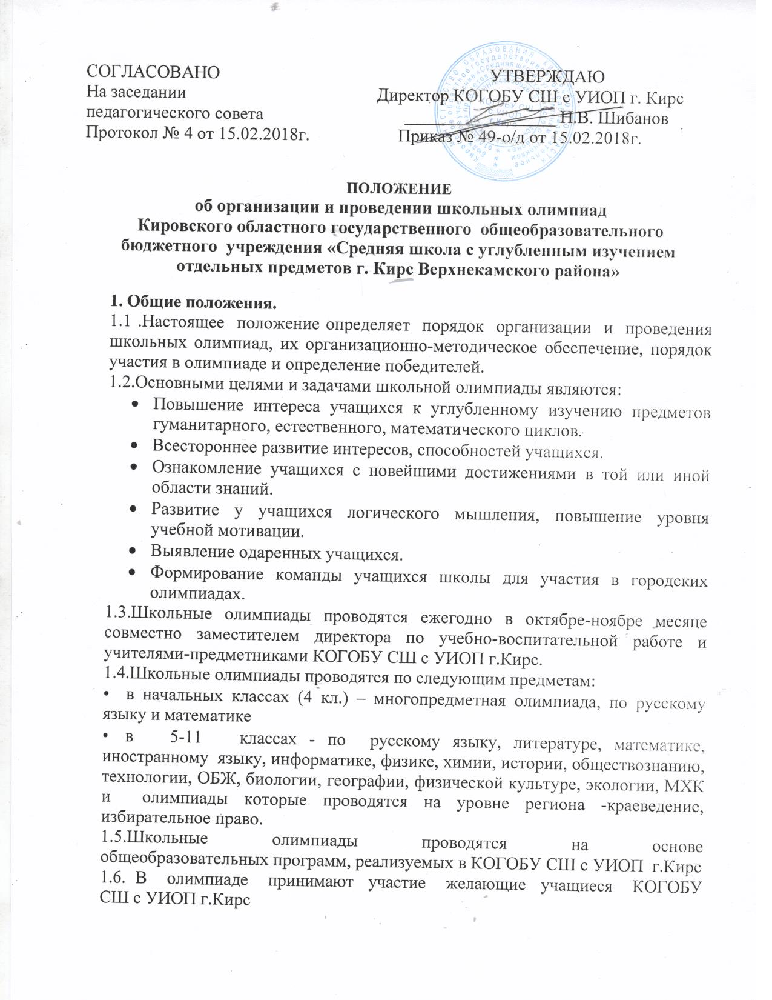 СОГЛАСОВАНО
На заседании
педагогического совета
Протокол № 4 от 15.02.2018г.
УТВЕРЖДАЮ
Директор КОГОБУ СШ с УИОП г. Кирс
Н.В. Шибанов
Приказ № 49-о/д от 15.02.2018г.
ПОЛОЖЕНИЕ
об организации и проведении школьных олимпиад
Кировского областного государственного общеобразовательного
бюджетного учреждения «Средняя школа с углубленным изучением
отдельных предметов г. Кирс Верхнекамского района»
1. Общие положения.
1.1 .Настоящее положение определяет порядок организации и проведения
школьных олимпиад, их организационно-методическое обеспечение, порядок
участия в олимпиаде и определение победителей.
1.2.Основными целями и задачами школьной олимпиады являются:
• Повышение интереса учащихся к углубленному изучению предметов
гуманитарного, естественного, математического циклов.
• Всестороннее развитие интересов, способностей учащихся.
• Ознакомление учащихся с новейшими достижениями в той или иной
области знаний.
• Развитие у учащихся логического мышления, повышение уровня
учебной мотивации.
• Выявление одаренных учащихся.
• Формирование команды учащихся школы для участия в городских
олимпиадах.
1.3.Школьные олимпиады проводятся ежегодно в октябре-ноябре месяце
совместно заместителем директора по учебно-воспитательной работе и
учителями-предметниками КОГОБУ СШ с УИОП г.Кирс.
1.4.Школьные олимпиады проводятся по следующим предметам:
• в начальных классах (4 кл.) – многопредметная олимпиада, по русскому
языку и математике
• в 5-11 классах - по русскому языку, литературе, математике,
иностранному языку, информатике, физике, химии, истории, обществознанию,
технологии, ОБЖ, биологии, географии, физической культуре, экологии, МХК
и олимпиады которые проводятся на уровне региона -краеведение,
избирательное право.
1.5.Школьные олимпиады проводятся на основе
общеобразовательных программ, реализуемых в КОГОБУ СШ с УИОП г.Кирс
1.6. В олимпиаде принимают участие желающие учащиеся КОГОБУ
СШ с УИОП г.Кирс